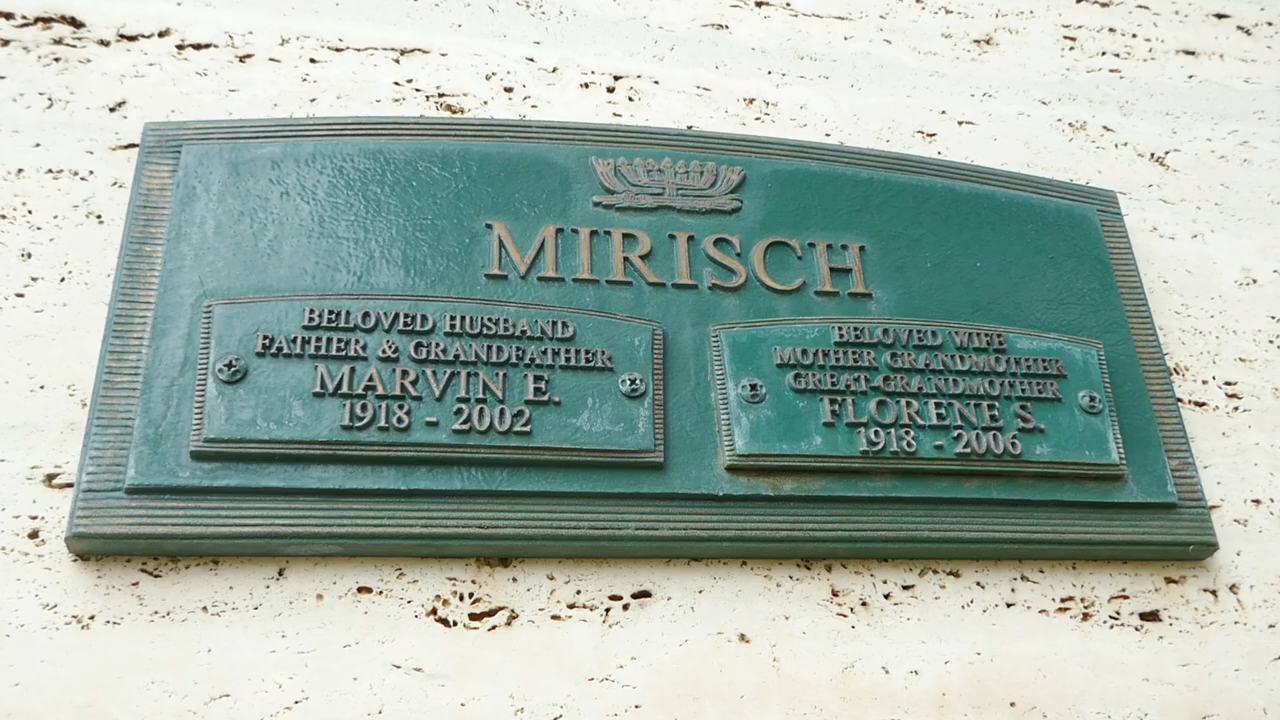 MIRISCH
BELOVED HUSBAND
FATHER & GRANDFATHER
MARVIN E.
1918 - 2002
BELOVED WIFE
MOTHER GRANDMOTHER
GREAT-GRANDMOTHER
FLORENE S.
1918 - 2006